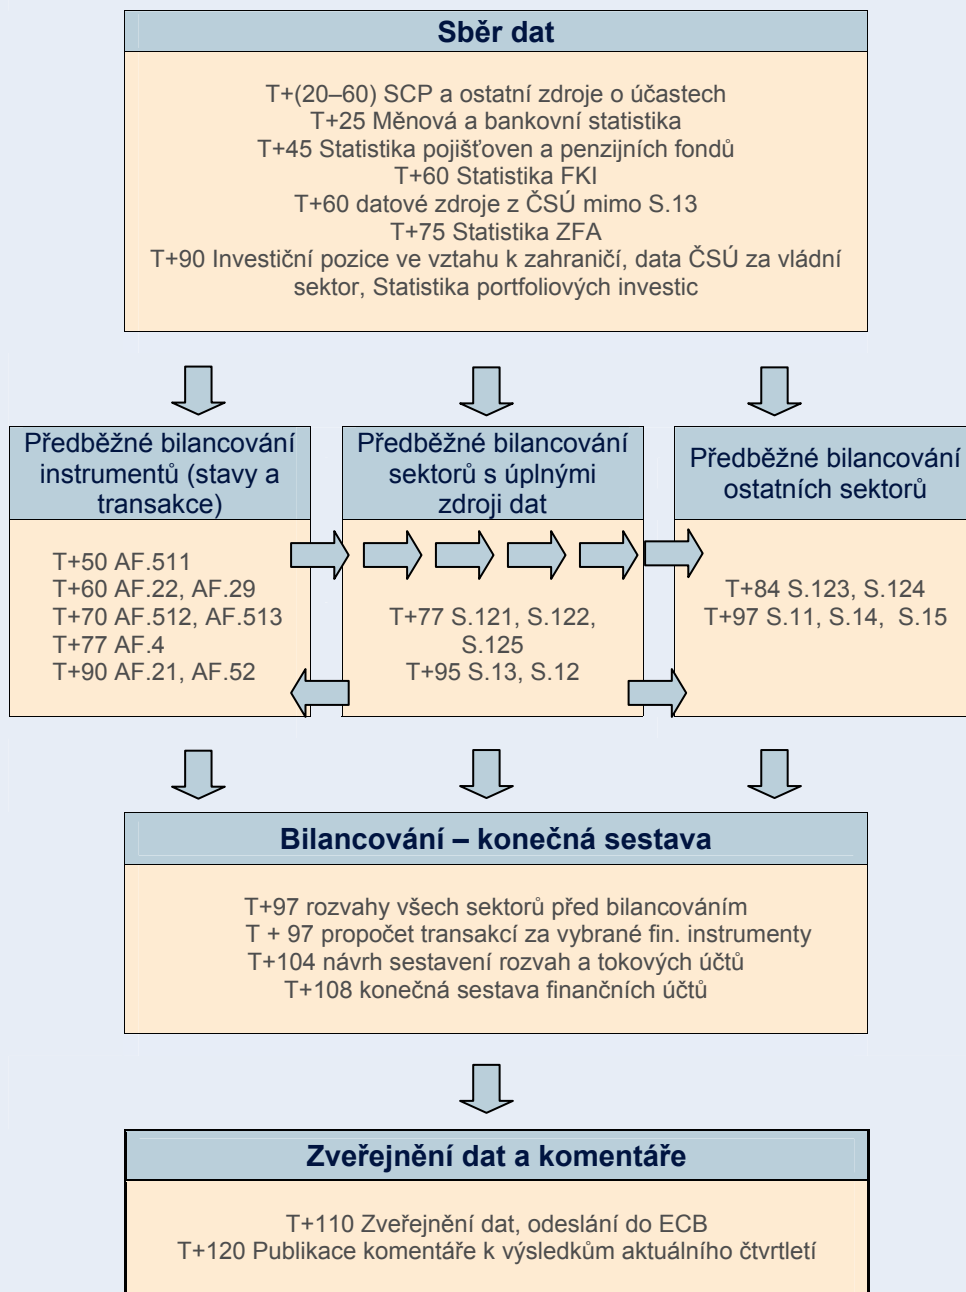 Sběr dat
T+(20–60) SCP a ostatní zdroje o účastech
T+25 Měnová a bankovní statistika
T+45 Statistika pojišťoven a penzijních fondů
T+60 Statistika FKI
T+60 datové zdroje z ČSÚ mimo S.13
T+75 Statistika ZFA
T+90 Investiční pozice ve vztahu k zahraničí, data ČSÚ za vládní
sektor, Statistika portfoliových investic
Předběžné bilancování
instrumentů (stavy a
transakce)
T+50 AF.511
T+60 AF.22, AF.29
T+70 AF.512, AF.513
T+77 AF.4
T+90 AF.21, AF.52
Předběžné bilancování
sektorů s úplnými
zdroji dat
T+77 S.121, S.122,
S.125
T+95 S.13, S.12
Předběžné bilancování
ostatních sektorů
T+84 S.123, S.124
T+97 S.11, S.14, S.15
Bilancování – konečná sestava
T+97 rozvahy všech sektorů před bilancováním
T + 97 propočet transakcí za vybrané fin. instrumenty
T+104 návrh sestavení rozvah a tokových účtů
T+108 konečná sestava finančních účtů
Zveřejnění dat a komentáře
T+110 Zveřejnění dat, odeslání do ECB
T+120 Publikace komentáře k výsledkům aktuálního čtvrtletí